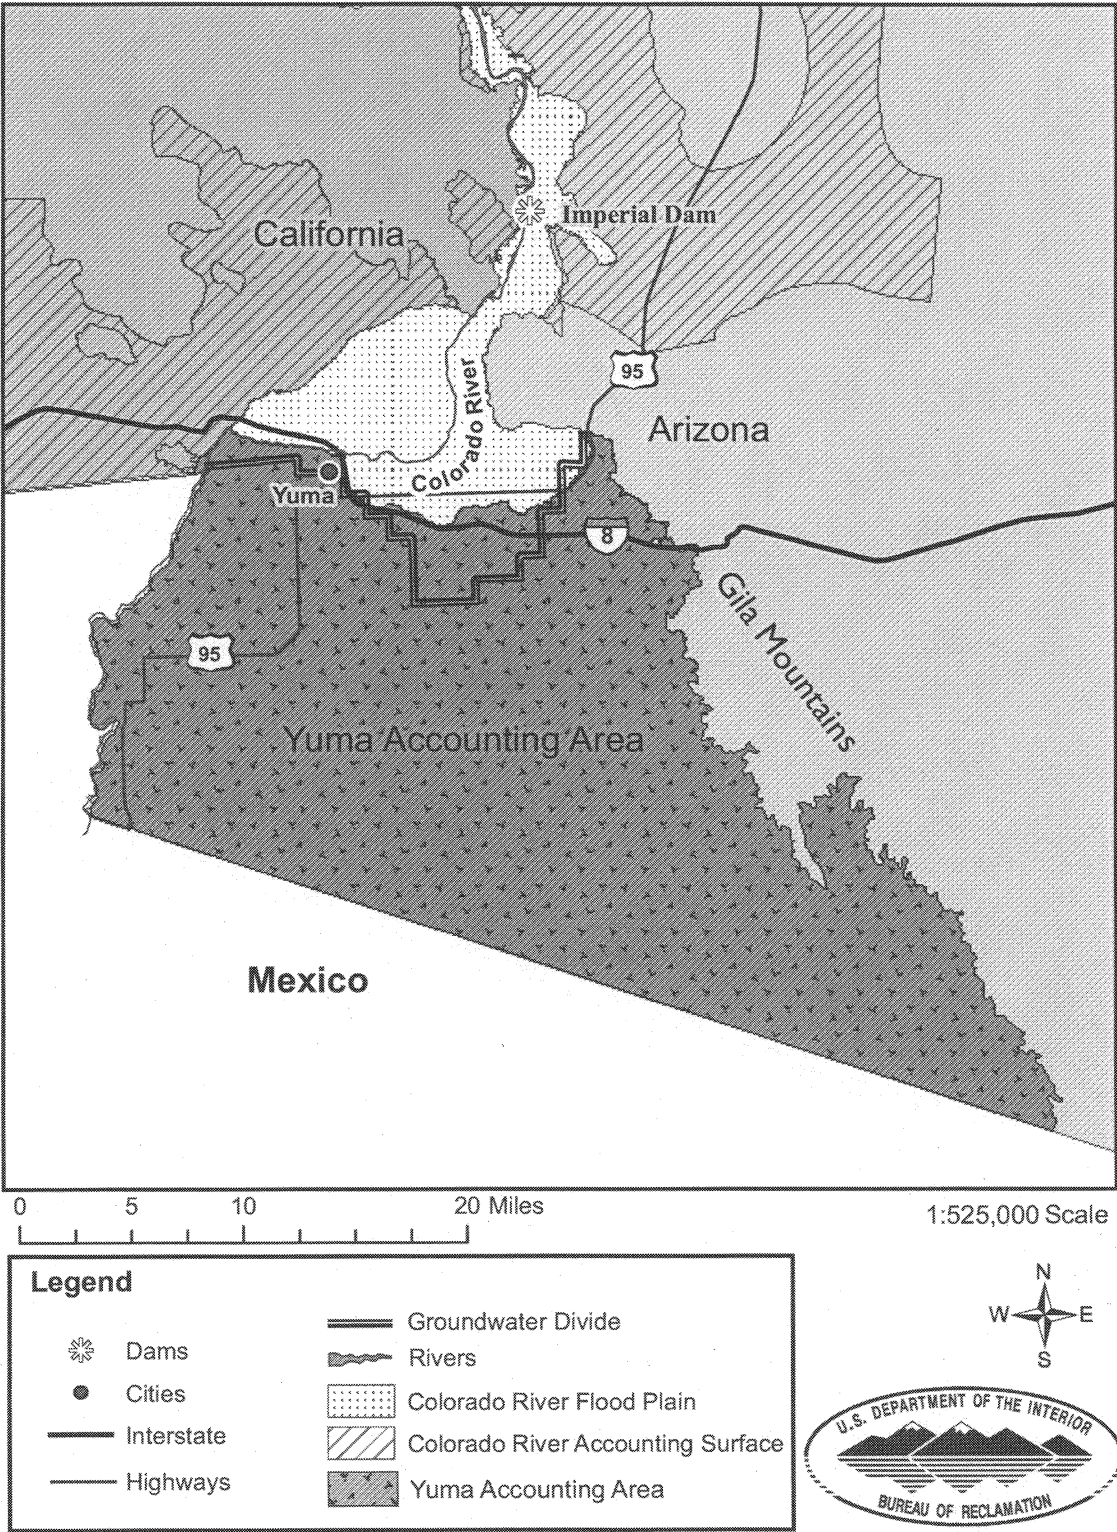 California
Imperial Dam
95
Arizona
Colorado River
Yuma
8
Gila Mountains
95
Yuma Accounting Area
Mexico
0 5 10 20 Miles
1:525,000 Scale
Legend
Dams
Cities
Interstate
Highways
Groundwater Divide
Rivers
Colorado River Flood Plain
Colorado River Accounting Surface
Yuma Accounting Area
N
W E
S
U.S. DEPARTMENT OF THE INTERIOR
BUREAU OF RECLAMATION